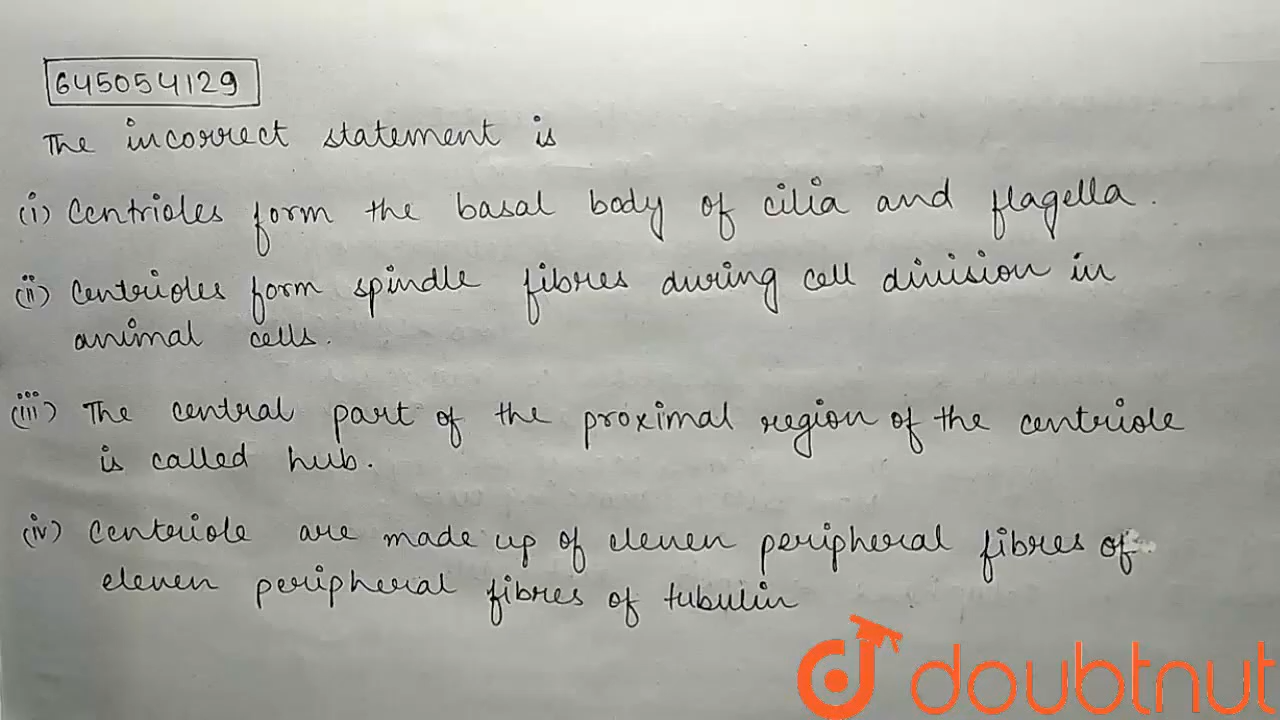 645054129
The incorrect statement is
(i) Centrioles form the basal body of cilia and flagella.
(ii) Centrioles form spindle fibres during cell division in
animal cells.
(iii) The central part of the proximal region of the centriole
is called hub.
(iv) Centriole are made up of eleven peripheral fibres of
eleven peripheral fibres of tubulin
doubtnut